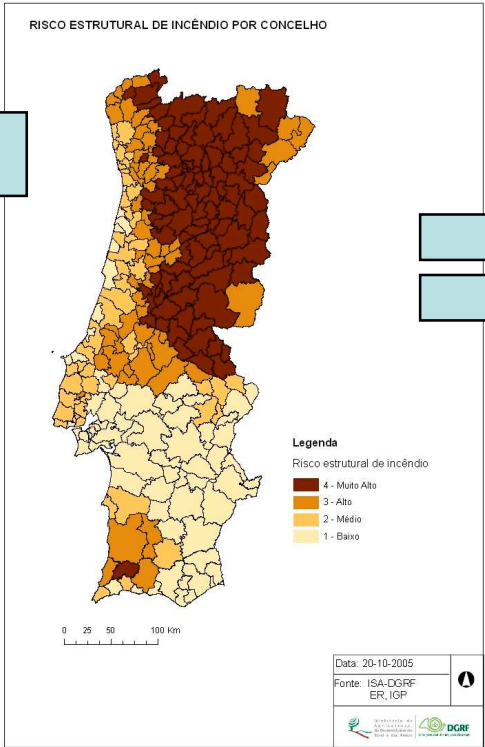 RISCO ESTRUTURAL DE INCÊNDIO POR CONCELHO
Legenda
Risco estrutural de incêndio
4 - Muito Alto
3 - Alto
2 - Médio
1 - Baixo
0 25 50 100 Km
Data: 20-10-2005
Fonte: ISA-DGRF
ER, IGP
DGRF